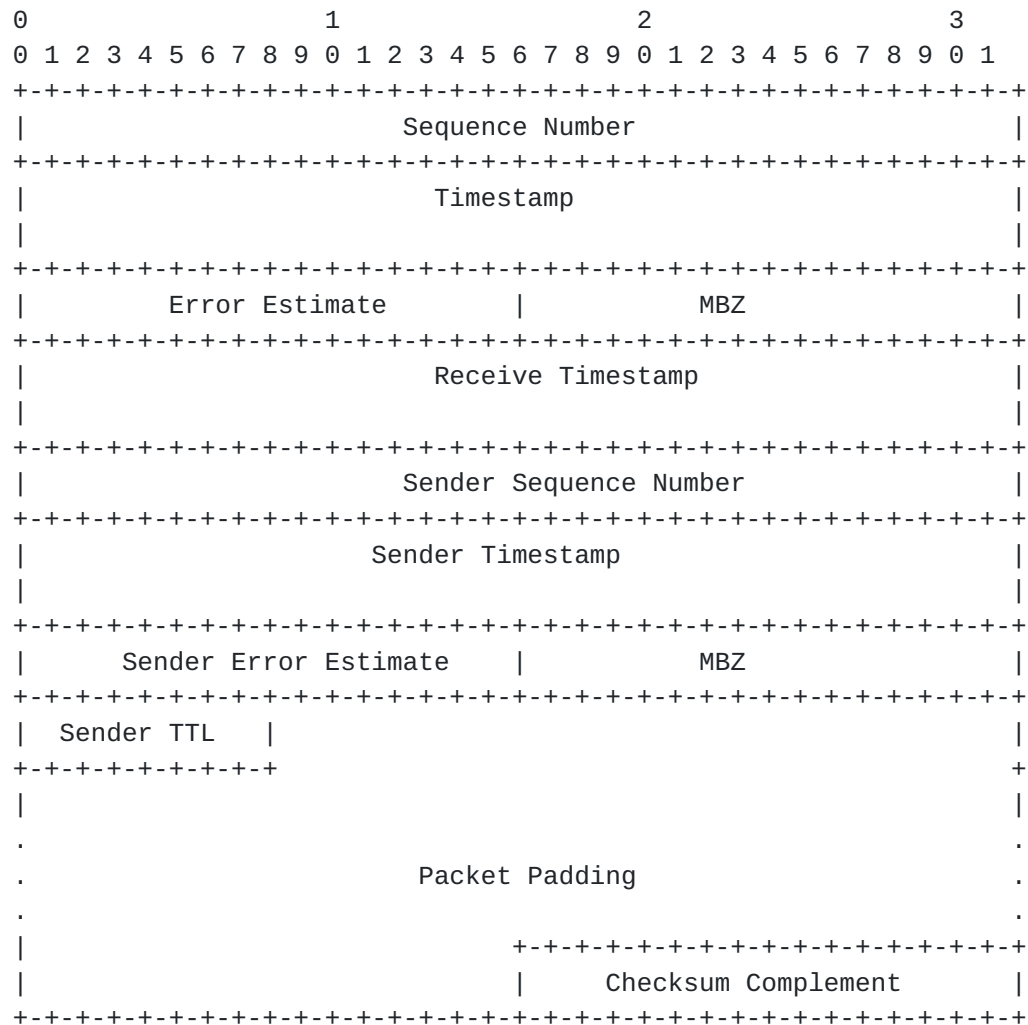 0                   1                   2                   3
0 1 2 3 4 5 6 7 8 9 0 1 2 3 4 5 6 7 8 9 0 1 2 3 4 5 6 7 8 9 0 1
+-+-+-+-+-+-+-+-+-+-+-+-+-+-+-+-+-+-+-+-+-+-+-+-+-+-+-+-+-+-+-+-+
|                        Sequence Number                        |
+-+-+-+-+-+-+-+-+-+-+-+-+-+-+-+-+-+-+-+-+-+-+-+-+-+-+-+-+-+-+-+-+
|                          Timestamp                            |
|                                                               |
+-+-+-+-+-+-+-+-+-+-+-+-+-+-+-+-+-+-+-+-+-+-+-+-+-+-+-+-+-+-+-+-+
|         Error Estimate        |           MBZ                 |
+-+-+-+-+-+-+-+-+-+-+-+-+-+-+-+-+-+-+-+-+-+-+-+-+-+-+-+-+-+-+-+-+
|                          Receive Timestamp                    |
|                                                               |
+-+-+-+-+-+-+-+-+-+-+-+-+-+-+-+-+-+-+-+-+-+-+-+-+-+-+-+-+-+-+-+-+
|                        Sender Sequence Number                 |
+-+-+-+-+-+-+-+-+-+-+-+-+-+-+-+-+-+-+-+-+-+-+-+-+-+-+-+-+-+-+-+-+
|                      Sender Timestamp                         |
|                                                               |
+-+-+-+-+-+-+-+-+-+-+-+-+-+-+-+-+-+-+-+-+-+-+-+-+-+-+-+-+-+-+-+-+
|      Sender Error Estimate    |           MBZ                 |
+-+-+-+-+-+-+-+-+-+-+-+-+-+-+-+-+-+-+-+-+-+-+-+-+-+-+-+-+-+-+-+-+
|  Sender TTL   |                                               |
+-+-+-+-+-+-+-+-+                                               +
|                                                               |
.                                                               .
.                         Packet Padding                        .
.                                                               .
|                               +-+-+-+-+-+-+-+-+-+-+-+-+-+-+-+-+
|                               |     Checksum Complement       |
+-+-+-+-+-+-+-+-+-+-+-+-+-+-+-+-+-+-+-+-+-+-+-+-+-+-+-+-+-+-+-+-+